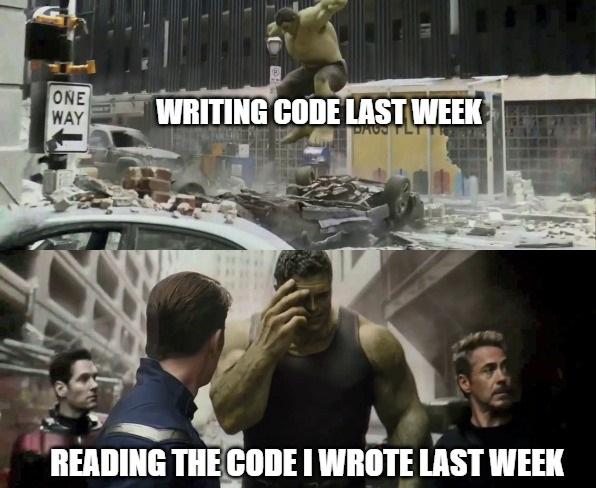 ONE
WAY
WRITING CODE LAST WEEK
READING THE CODE I WROTE LAST WEEK